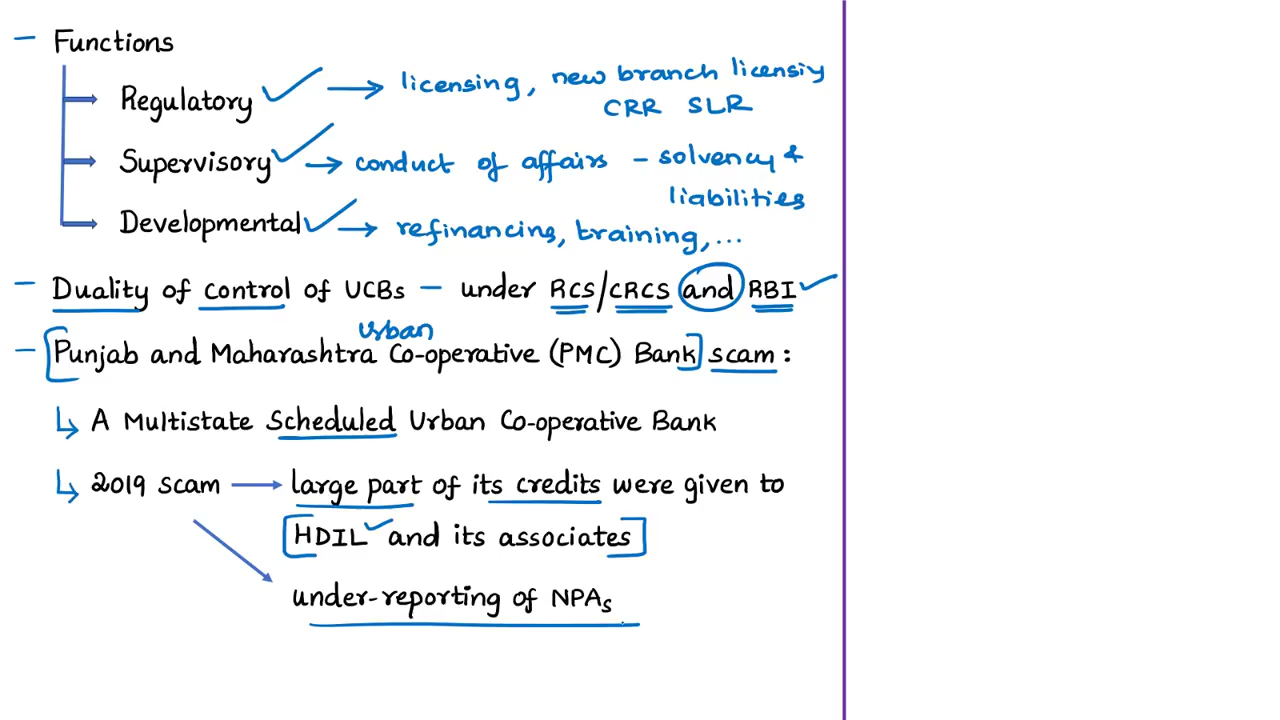 – Functions
Regulatory → licensing, new branch licensiy
CRR SLR
Supervisory → conduct of affairs – solvency &
liabilities
Developmental → refinancing, training, ...
– Duality of control of UCBs – under RCS/CRCS and RBI
Urban
– [Punjab and Maharashtra Co-operative (PMC) Bank] scam :
↳ A Multistate Scheduled Urban Co-operative Bank
↳ 2019 scam → large part of its credits were given to
[HDIL and its associates]
under-reporting of NPAs